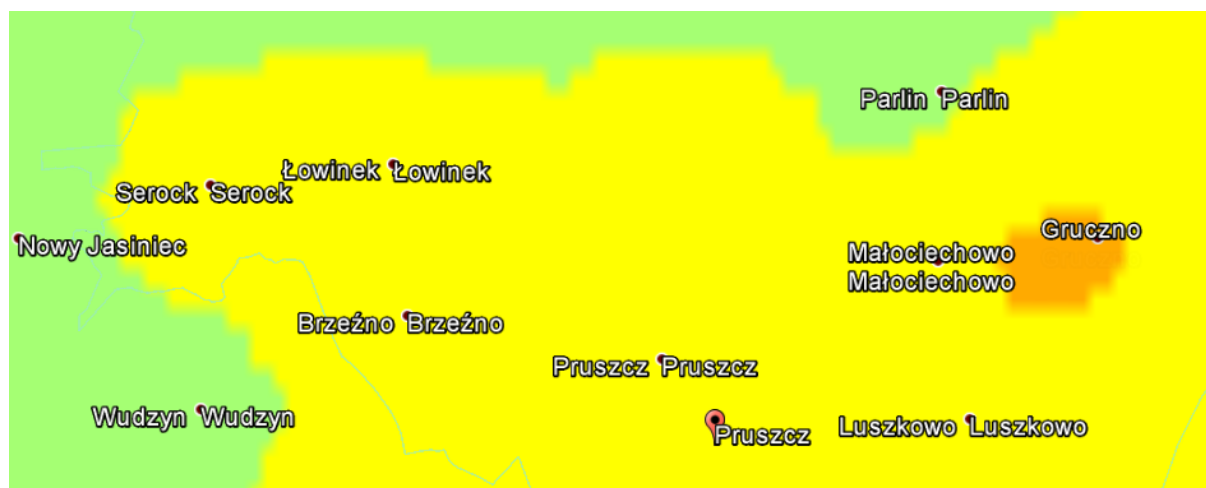 Parlin Parlin
Łowinek Łowinek
Serock Serock
Gruczno
Nowy Jasiniec
Małociechowo
Małociechowo
Brzeźno Brzeźno
Pruszcz Pruszcz
Wudzyn Wudzyn
Pruszcz
Luszkowo Luszkowo